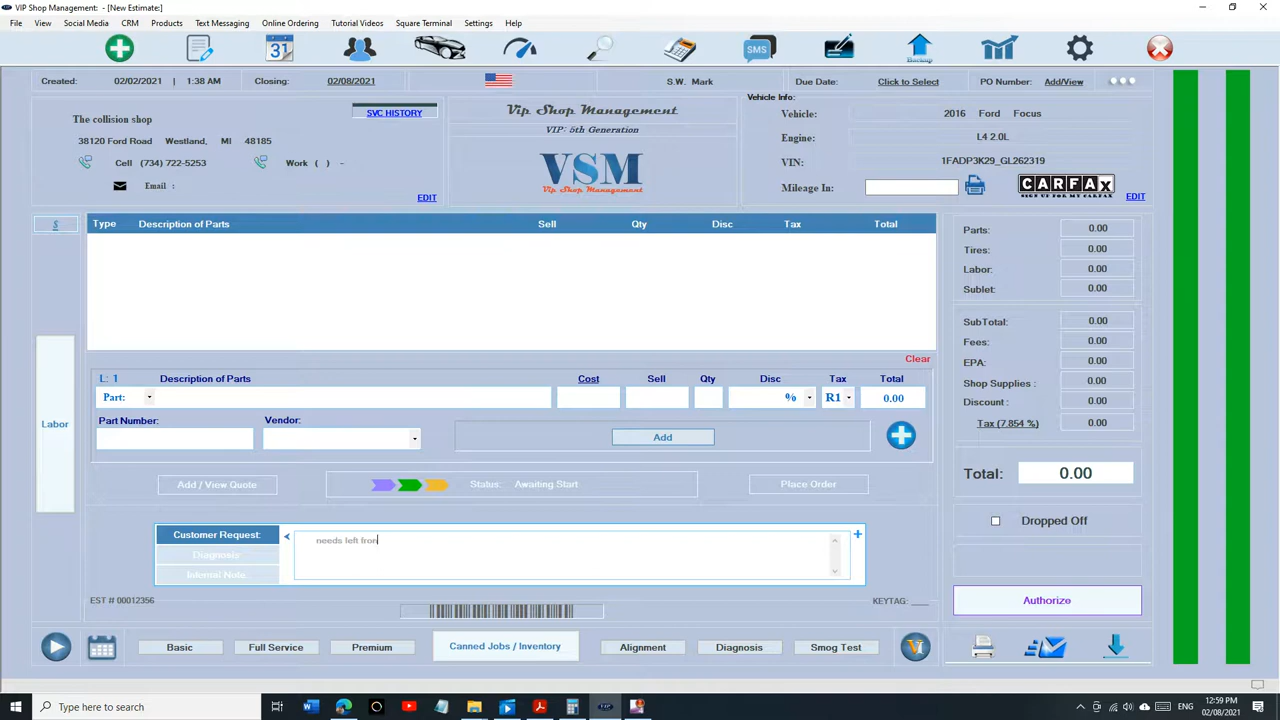 VIP Shop Management: - [New Estimate:]
File View Social Media CRM Products Text Messaging Online Ordering Tutorial Videos Square Terminal Settings Help
31 SMS Backup
Created: 02/02/2021 | 1:38 AM Closing: 02/08/2021 S.W. Mark Due Date: Click to Select PO Number: Add/View
The collision shop
SVC HISTORY
38120 Ford Road Westland, MI 48185
Cell (734) 722-5253 Work ( ) -
Email :
EDIT
Vip Shop Management
VIP: 5th Generation
VSM
Vip Shop Management
Vehicle Info:
Vehicle: 2016 Ford Focus
Engine: L4 2.0L
VIN: 1FADP3K29_GL262319
Mileage In: CARFAX
SIGN UP FOR MY CARFAX
EDIT
$
Type Description of Parts Sell Qty Disc Tax Total
Labor
Clear
L: 1 Description of Parts Cost Sell Qty Disc Tax Total
Part: % R1 0.00
Part Number: Vendor:
Add
Add / View Quote Status: Awaiting Start Place Order
Customer Request: < needs left fron +
Diagnosis
Internal Note.
EST # 00012356 KEYTAG: ___
Basic Full Service Premium Canned Jobs / Inventory Alignment Diagnosis Smog Test V
Parts: 0.00
Tires: 0.00
Labor: 0.00
Sublet: 0.00
SubTotal: 0.00
Fees: 0.00
EPA: 0.00
Shop Supplies : 0.00
Discount : 0.00
Tax (7.854 %) 0.00
Total: 0.00
Dropped Off
Authorize
Type here to search
ENG
12:59 PM
02/08/2021